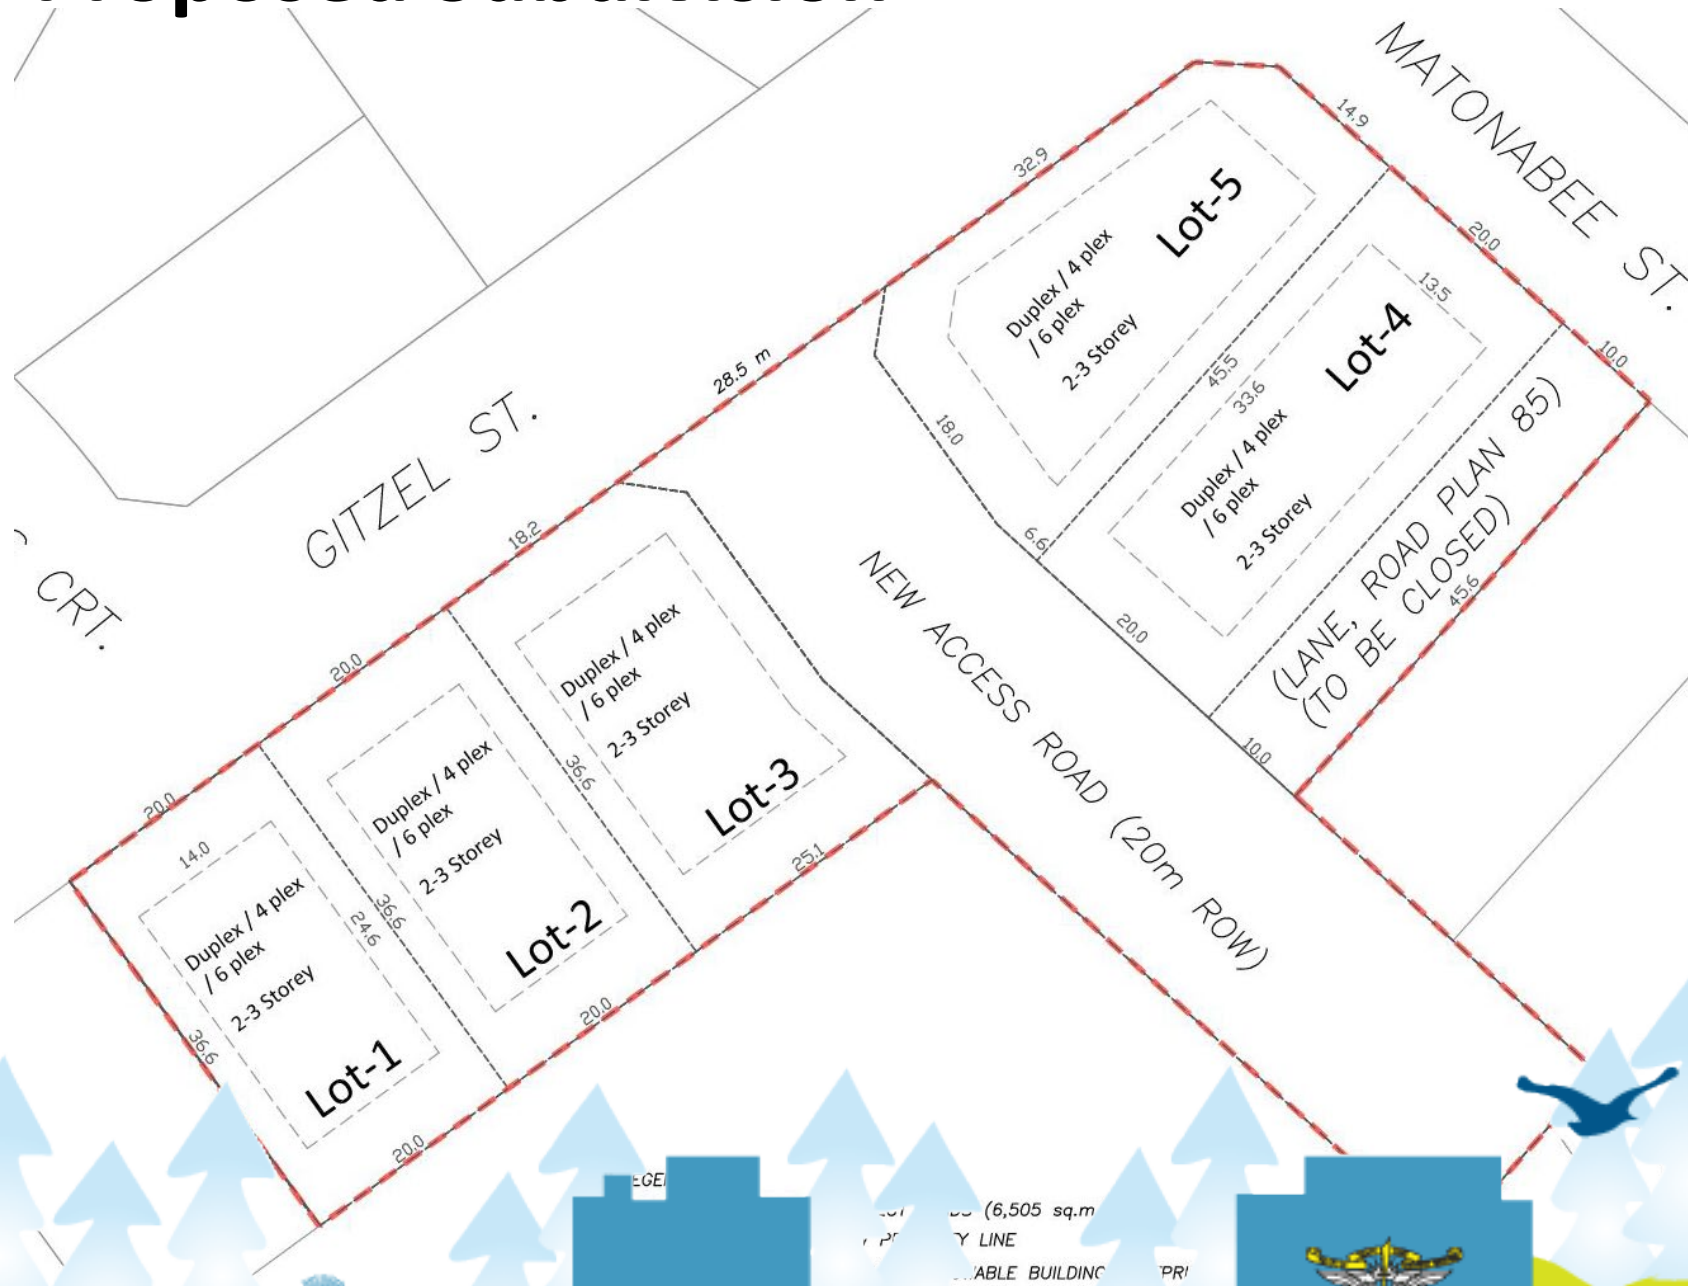 Proposed Subdivision
MATONABEE ST.
14.9
32.9
20.0
10.0
Lot-5
Duplex / 4 plex
/ 6 plex
2-3 Storey
13.5
Lot-4
45.5
33.6
Duplex / 4 plex
/ 6 plex
2-3 Storey
(LANE, ROAD PLAN 85)
(TO BE CLOSED)
45.6
28.5 m
18.0
6.6
20.0
10.0
GITZEL ST.
CRT.
18.2
20.0
20.0
NEW ACCESS ROAD (20m ROW)
Duplex / 4 plex
/ 6 plex
2-3 Storey
Lot-3
36.6
25.1
Duplex / 4 plex
/ 6 plex
2-3 Storey
Lot-2
36.6
20.0
14.0
24.6
Duplex / 4 plex
/ 6 plex
2-3 Storey
Lot-1
36.6
20.0
(6,505 sq.m
LINE
BUILDING